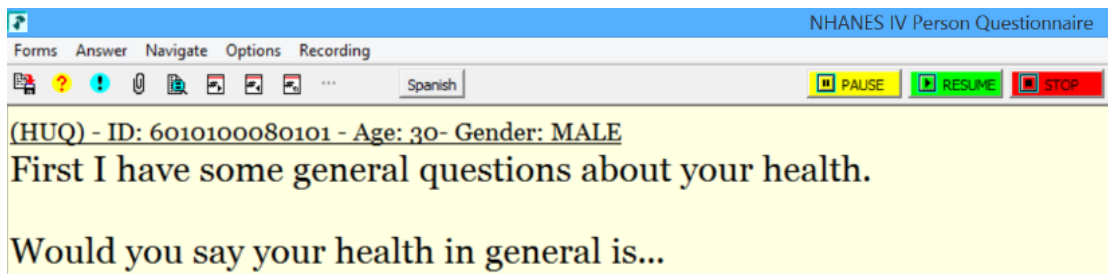 NHANES IV Person Questionnaire
Forms Answer Navigate Options Recording
Spanish PAUSE RESUME STOP
(HUQ) - ID: 6010100080101 - Age: 30- Gender: MALE
First I have some general questions about your health.
Would you say your health in general is...